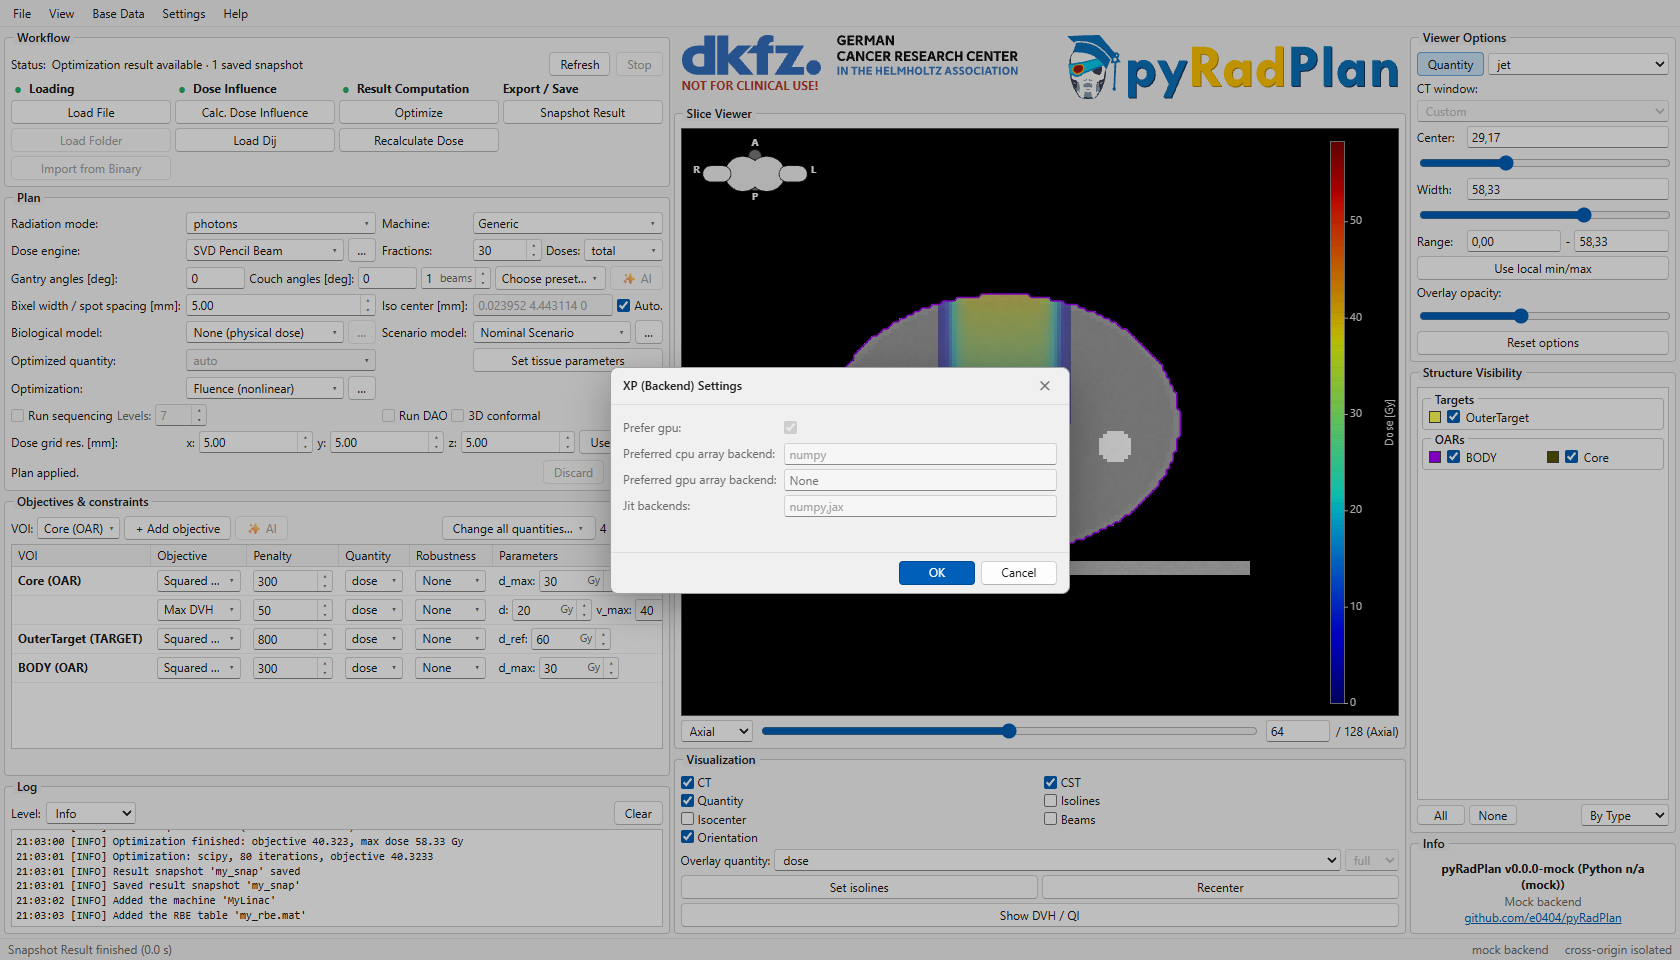 File View Base Data Settings Help
Workflow
Status: Optimization result available · 1 saved snapshot
Refresh Stop
Loading Dose Influence Result Computation Export / Save
Load File Calc. Dose Influence Optimize Snapshot Result
Load Folder Load Dij Recalculate Dose
Import from Binary
Plan
Radiation mode: photons Machine: Generic
Dose engine: SVD Pencil Beam ... Fractions: 30 Doses: total
Gantry angles [deg]: 0 Couch angles [deg]: 0 1 beams Choose preset... AI
Bixel width / spot spacing [mm]: 5.00 Iso center [mm]: 0.023952 4.443114 0 Auto.
Biological model: None (physical dose) ... Scenario model: Nominal Scenario ...
Optimized quantity: auto Set tissue parameters
Optimization: Fluence (nonlinear) ...
Run sequencing Levels: 7 Run DAO 3D conformal
Dose grid res. [mm]: x: 5.00 y: 5.00 z: 5.00 Use
Plan applied. Discard
Objectives & constraints
VOI: Core (OAR) + Add objective AI Change all quantities... 4
VOI Objective Penalty Quantity Robustness Parameters
Core (OAR) Squared ... 300 dose None d_max: 30 Gy
Max DVH 50 dose None d: 20 Gy v_max: 40
OuterTarget (TARGET) Squared ... 800 dose None d_ref: 60 Gy
BODY (OAR) Squared ... 300 dose None d_max: 30 Gy
Log
Level: Info Clear
21:03:00 [INFO] Optimization finished: objective 40.323, max dose 58.33 Gy
21:03:01 [INFO] Optimization: scipy, 80 iterations, objective 40.3233
21:03:01 [INFO] Result snapshot 'my_snap' saved
21:03:01 [INFO] Saved result snapshot 'my_snap'
21:03:02 [INFO] Added the machine 'MyLinac'
21:03:03 [INFO] Added the RBE table 'my_rbe.mat'
Snapshot Result finished (0.0 s)
dkfz.
GERMAN
CANCER RESEARCH CENTER
IN THE HELMHOLTZ ASSOCIATION
NOT FOR CLINICAL USE!
pyRadPlan
Slice Viewer
A
R L
P
50
40
30
20
10
0
Dose [Gy]
Axial 64 / 128 (Axial)
XP (Backend) Settings
Prefer gpu:
Preferred cpu array backend: numpy
Preferred gpu array backend: None
Jit backends: numpy,jax
OK Cancel
Visualization
CT CST
Quantity Isolines
Isocenter Beams
Orientation
Overlay quantity: dose full
Set isolines Recenter
Show DVH / QI
Viewer Options
Quantity jet
CT window:
Custom
Center: 29,17
Width: 58,33
Range: 0,00 - 58,33
Use local min/max
Overlay opacity:
Reset options
Structure Visibility
Targets
OuterTarget
OARs
BODY Core
All None By Type
Info
pyRadPlan v0.0.0-mock (Python n/a
(mock))
Mock backend
github.com/e0404/pyRadPlan
mock backend cross-origin isolated